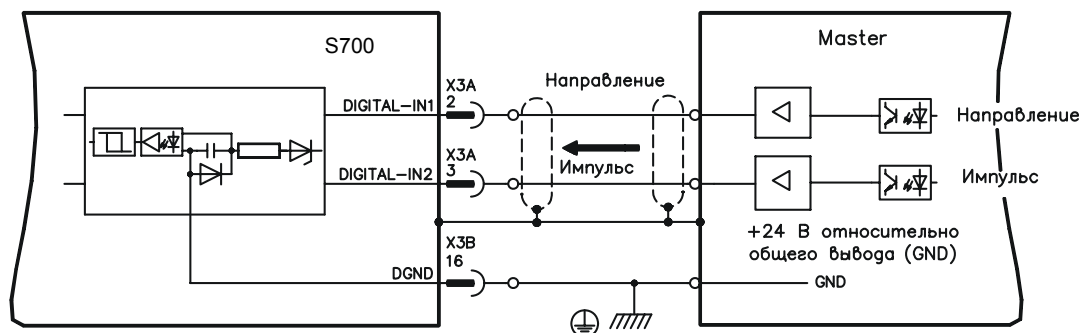 S700
Master
X3A
2
DIGITAL-IN1
Направление
Направление
X3A
3
DIGITAL-IN2
Импульс
Импульс
+24 В относительно
общего вывода (GND)
X3B
16
DGND
GND